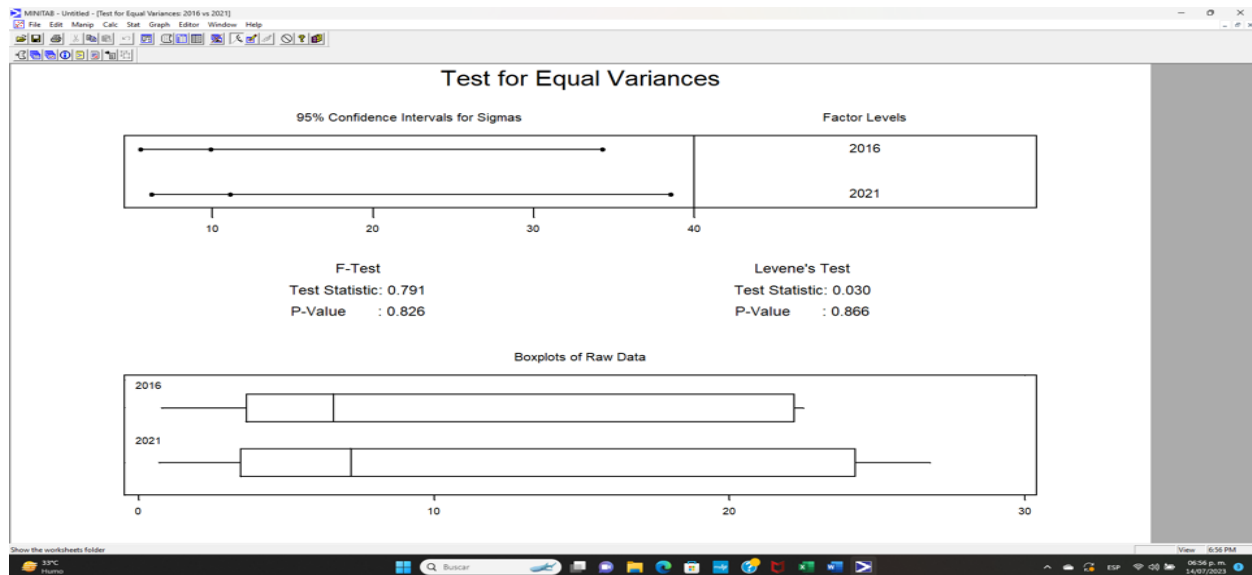 MINITAB - Untitled - [Test for Equal Variances: 2016 vs 2021]
File Edit Manip Calc Stat Graph Editor Window Help
Test for Equal Variances
95% Confidence Intervals for Sigmas
Factor Levels
2016
2021
10 20 30 40
F-Test
Test Statistic: 0.791
P-Value : 0.826
Levene's Test
Test Statistic: 0.030
P-Value : 0.866
Boxplots of Raw Data
2016
2021
0 10 20 30
Show the worksheets folder
View 6:56 PM
33°C
Humo
Buscar
ESP
06:56 p. m.
14/07/2023